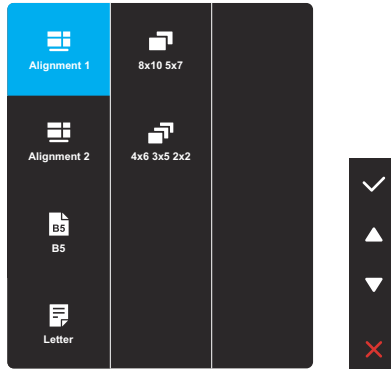 Alignment 1
8x10 5x7
Alignment 2
4x6 3x5 2x2
B5
B5
Letter